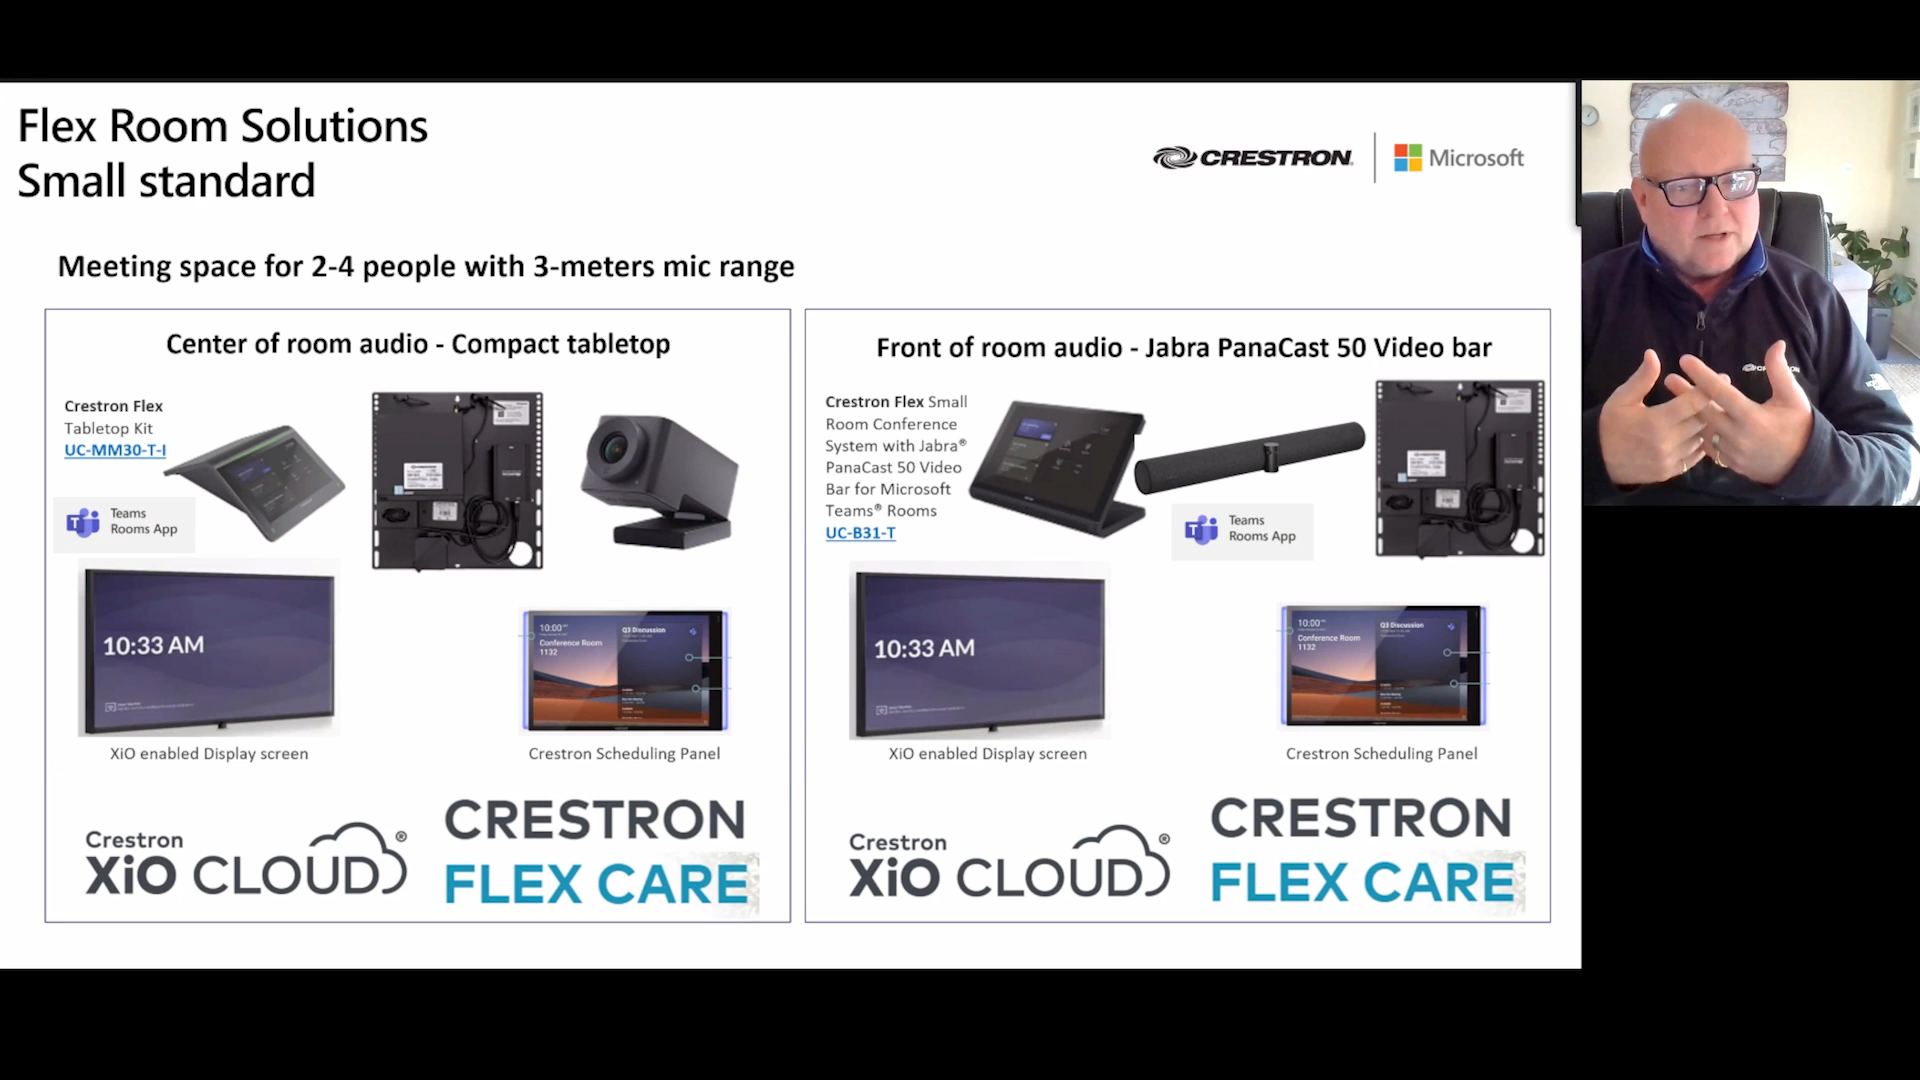 Flex Room Solutions
Small standard
CRESTRON
Microsoft
Meeting space for 2-4 people with 3-meters mic range
Center of room audio - Compact tabletop
Crestron Flex
Tabletop Kit
UC-MM30-T-I
Teams
Rooms App
10:33 AM
XiO enabled Display screen
10:00
Conference Room
1132
Q3 Discussion
Crestron Scheduling Panel
Crestron
XiO CLOUD®
CRESTRON
FLEX CARE
Front of room audio - Jabra PanaCast 50 Video bar
Crestron Flex Small
Room Conference
System with Jabra®
PanaCast 50 Video
Bar for Microsoft
Teams® Rooms
UC-B31-T
Teams
Rooms App
10:33 AM
XiO enabled Display screen
10:00
Conference Room
1132
Q3 Discussion
Crestron Scheduling Panel
Crestron
XiO CLOUD®
CRESTRON
FLEX CARE